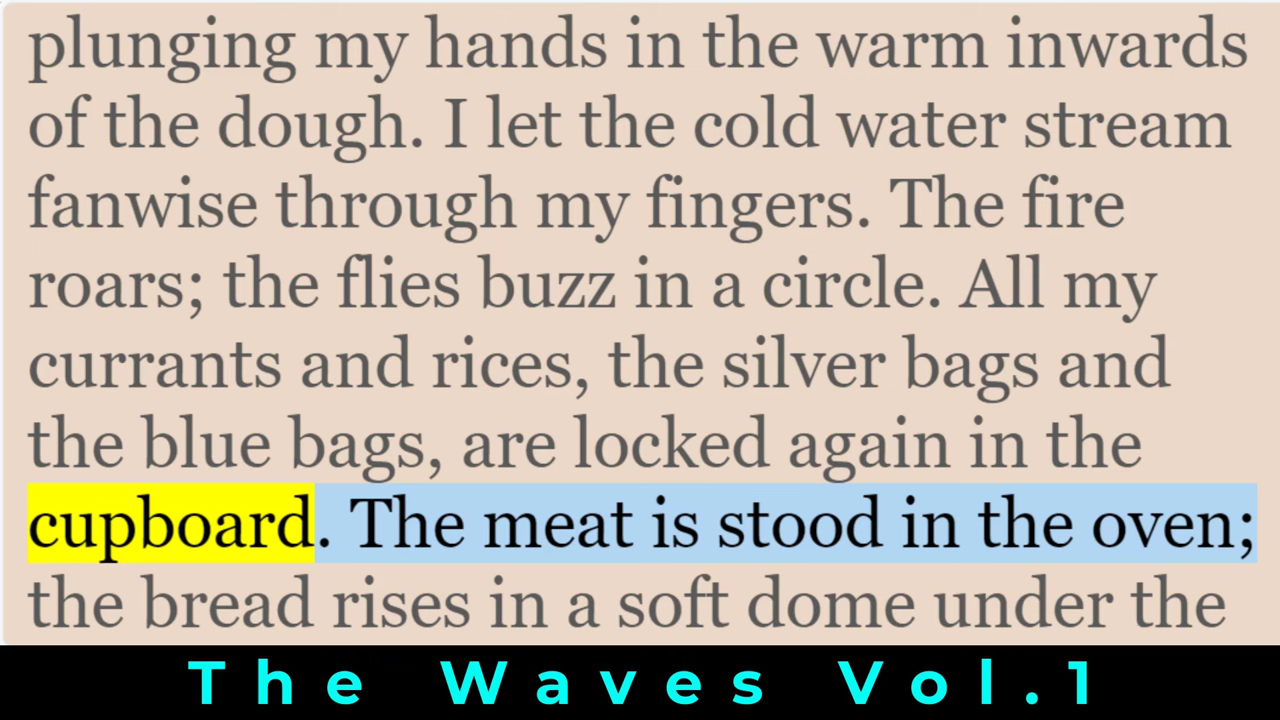 plunging my hands in the warm inwards
of the dough. I let the cold water stream
fanwise through my fingers. The fire
roars; the flies buzz in a circle. All my
currants and rices, the silver bags and
the blue bags, are locked again in the
cupboard. The meat is stood in the oven;
the bread rises in a soft dome under the
The Waves Vol.1